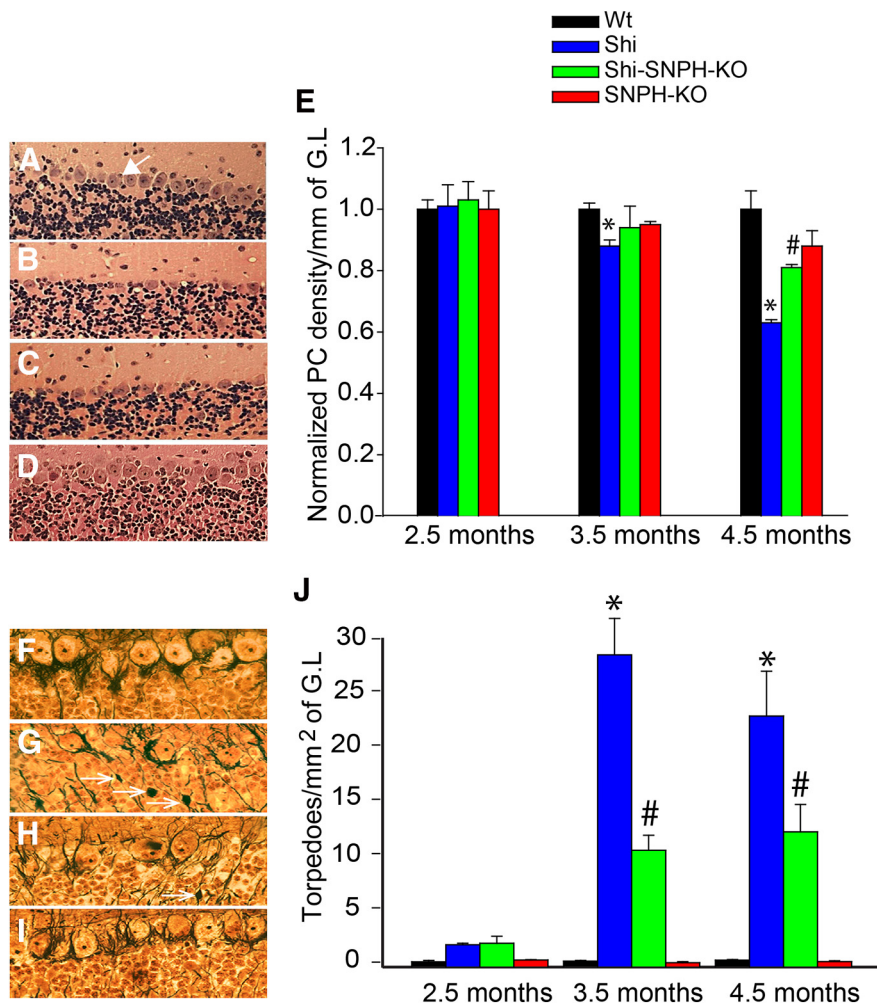 Wt
Shi
Shi-SNPH-KO
SNPH-KO
E
A
B
C
D
Normalized PC density/mm of G.L
1.2
1.0
0.8
0.6
0.4
0.2
0.0
*
*
#
2.5 months
3.5 months
4.5 months
F
G
H
I
J
Torpedoes/mm² of G.L
30
25
20
15
10
5
0
*
#
*
#
2.5 months
3.5 months
4.5 months